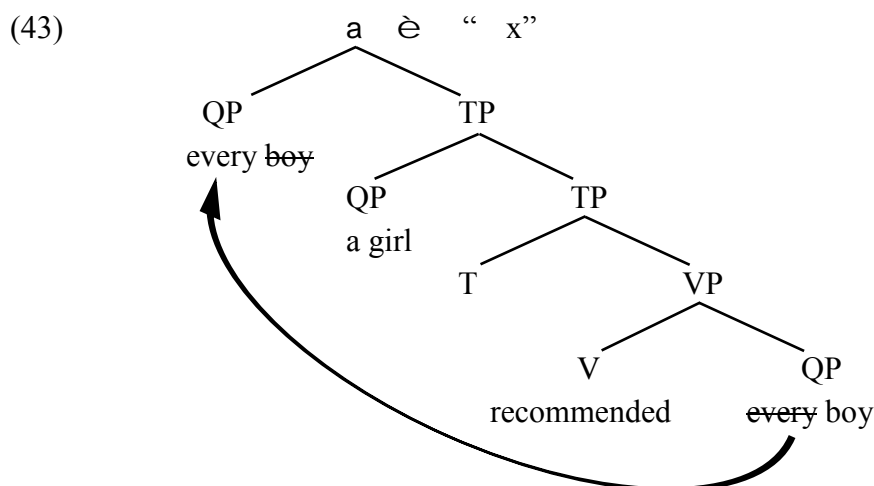 (43) a è “ x”
QP TP
every ~~boy~~
QP TP
a girl
T VP
V QP
recommended ~~every~~ boy